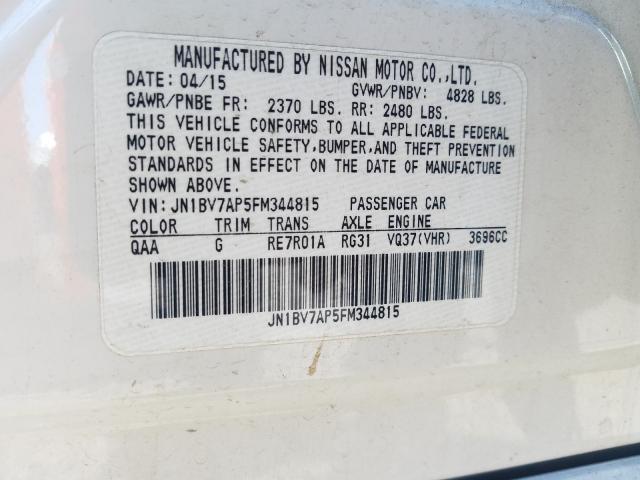 MANUFACTURED BY NISSAN MOTOR CO.,LTD.
DATE: 04/15 GVWR/PNBV: 4828 LBS.
GAWR/PNBE FR: 2370 LBS. RR: 2480 LBS.
THIS VEHICLE CONFORMS TO ALL APPLICABLE FEDERAL
MOTOR VEHICLE SAFETY,BUMPER,AND THEFT PREVENTION
STANDARDS IN EFFECT ON THE DATE OF MANUFACTURE
SHOWN ABOVE.
VIN:JN1BV7AP5FM344815 PASSENGER CAR
COLOR TRIM TRANS AXLE ENGINE
QAA G RE7R01A RG31 VQ37(VHR) 3696CC
JN1BV7AP5FM344815